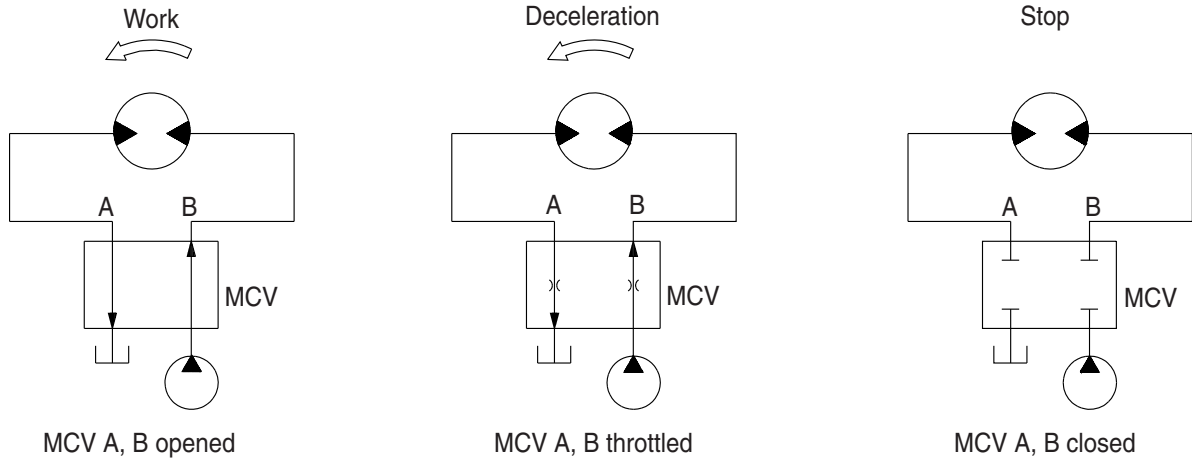 Work
Deceleration
Stop
A B
MCV
A B
MCV
A B
MCV
MCV A, B opened
MCV A, B throttled
MCV A, B closed